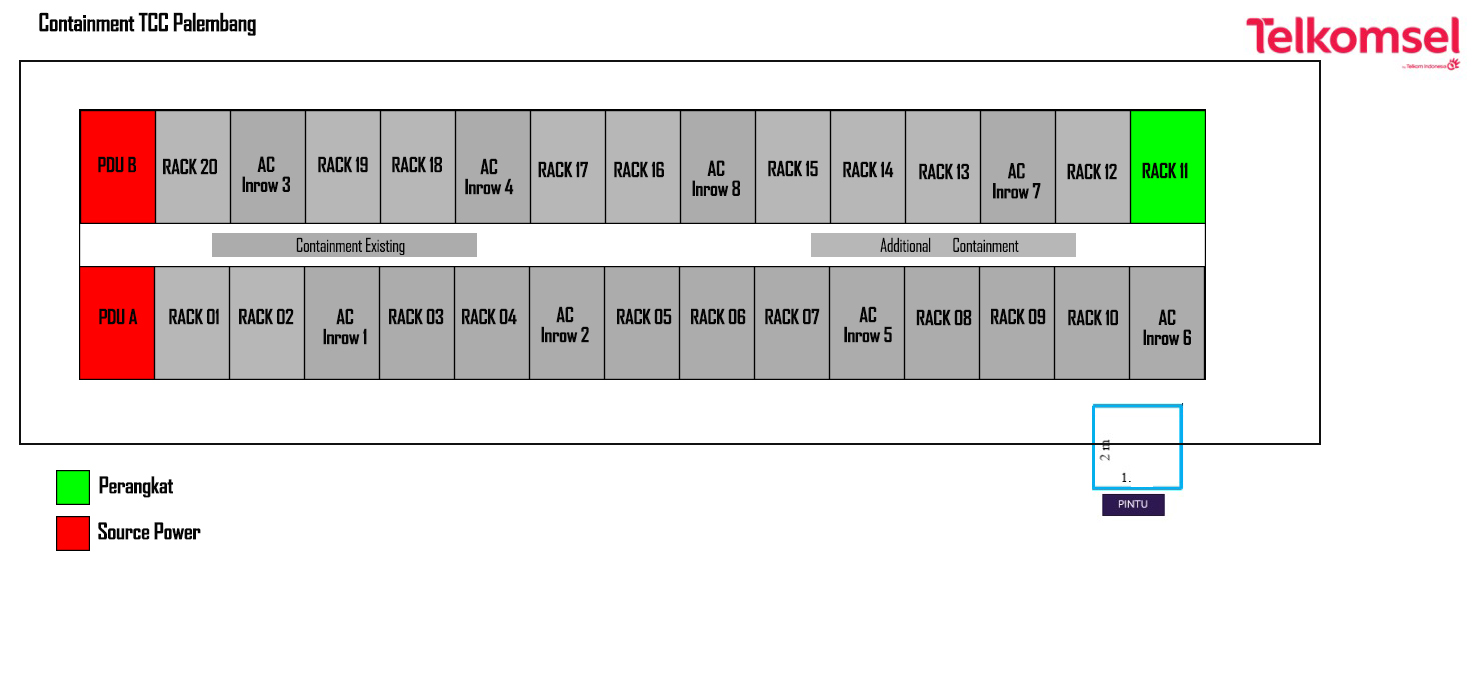 Containment TCC Palembang
Telkomsel
by Telkom Indonesia
PDU B
RACK 20
AC
Inrow 3
RACK 19
RACK 18
AC
Inrow 4
RACK 17
RACK 16
AC
Inrow 8
RACK 15
RACK 14
RACK 13
AC
Inrow 7
RACK 12
RACK 11
Containment Existing
Additional Containment
PDU A
RACK 01
RACK 02
AC
Inrow 1
RACK 03
RACK 04
AC
Inrow 2
RACK 05
RACK 06
RACK 07
AC
Inrow 5
RACK 08
RACK 09
RACK 10
AC
Inrow 6
2 m
1.
PINTU
Perangkat
Source Power